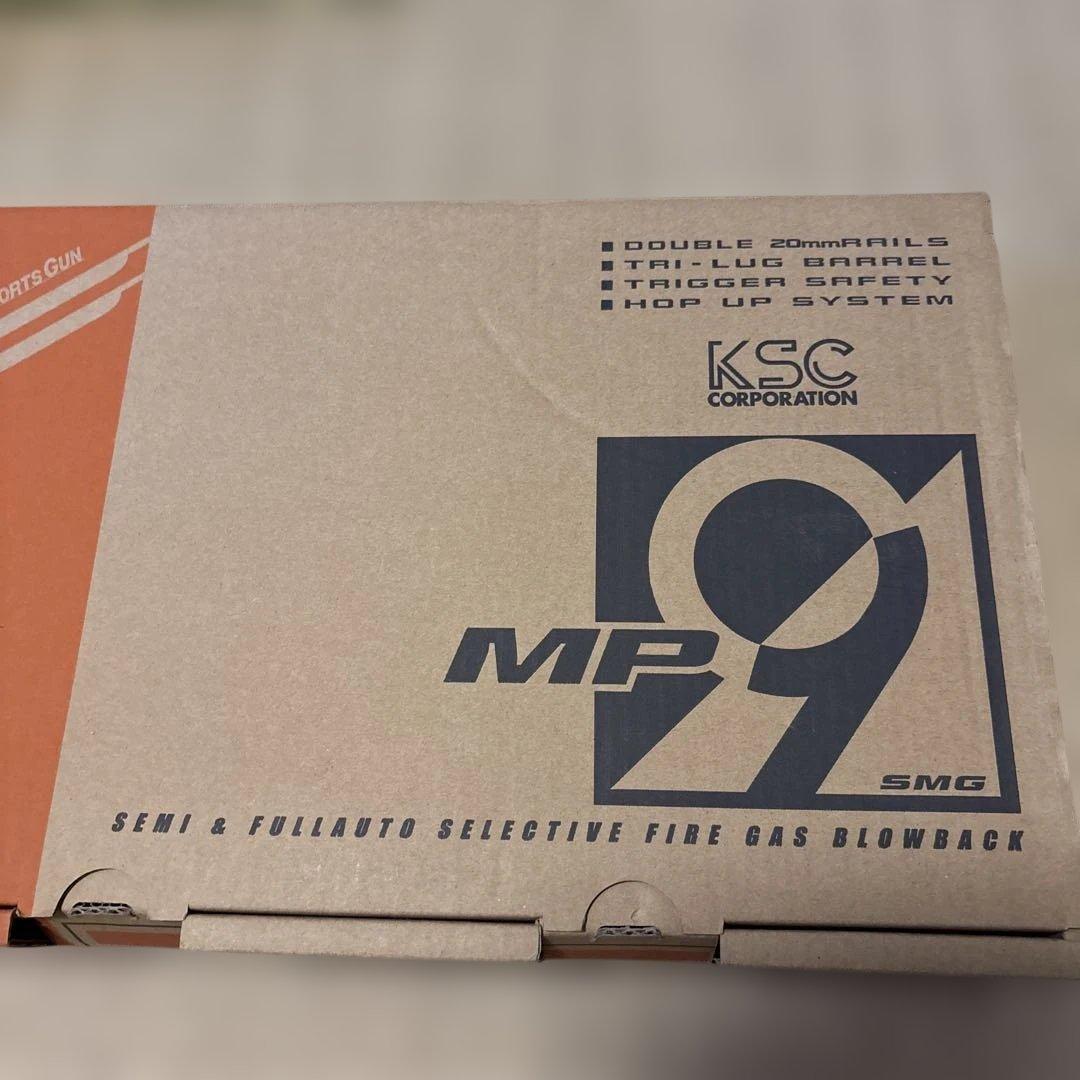 GUN
■ DOUBLE 20mmRAILS
■ TRI-LUG BARREL
■ TRIGGER SAFETY
■ HOP UP SYSTEM
KSC
CORPORATION
MP9
SMG
SEMI & FULLAUTO SELECTIVE FIRE GAS BLOWBACK